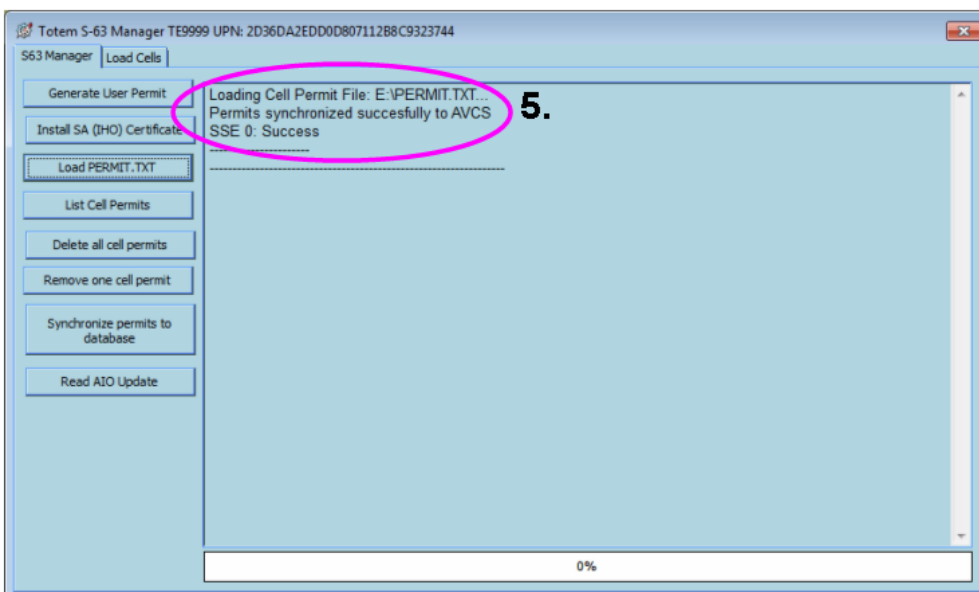 Totem S-63 Manager TE9999 UPN: 2D36DA2EDD0D807112B8C9323744
S63 Manager Load Cells
Generate User Permit
Install SA (IHO) Certificate
Load PERMIT.TXT
List Cell Permits
Delete all cell permits
Remove one cell permit
Synchronize permits to
database
Read AIO Update
Loading Cell Permit File: E:\PERMIT.TXT...
Permits synchronized succesfully to AVCS
SSE 0: Success
----------------------
-----------------------------------------------------------------
5.
0%